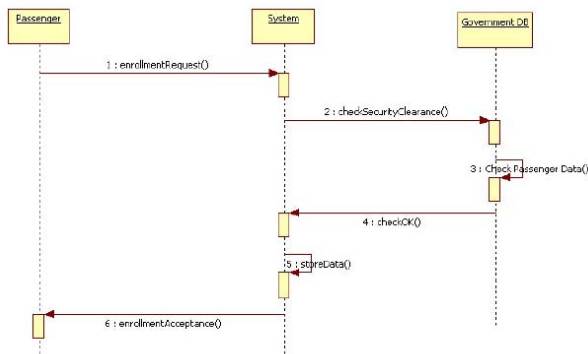 Passenger
System
Government DB
1 : enrollmentRequest()
2 : checkSecurityClearance()
3 : Check Passenger Data()
4 : checkOK()
5 : storeData()
6 : enrollmentAcceptance()